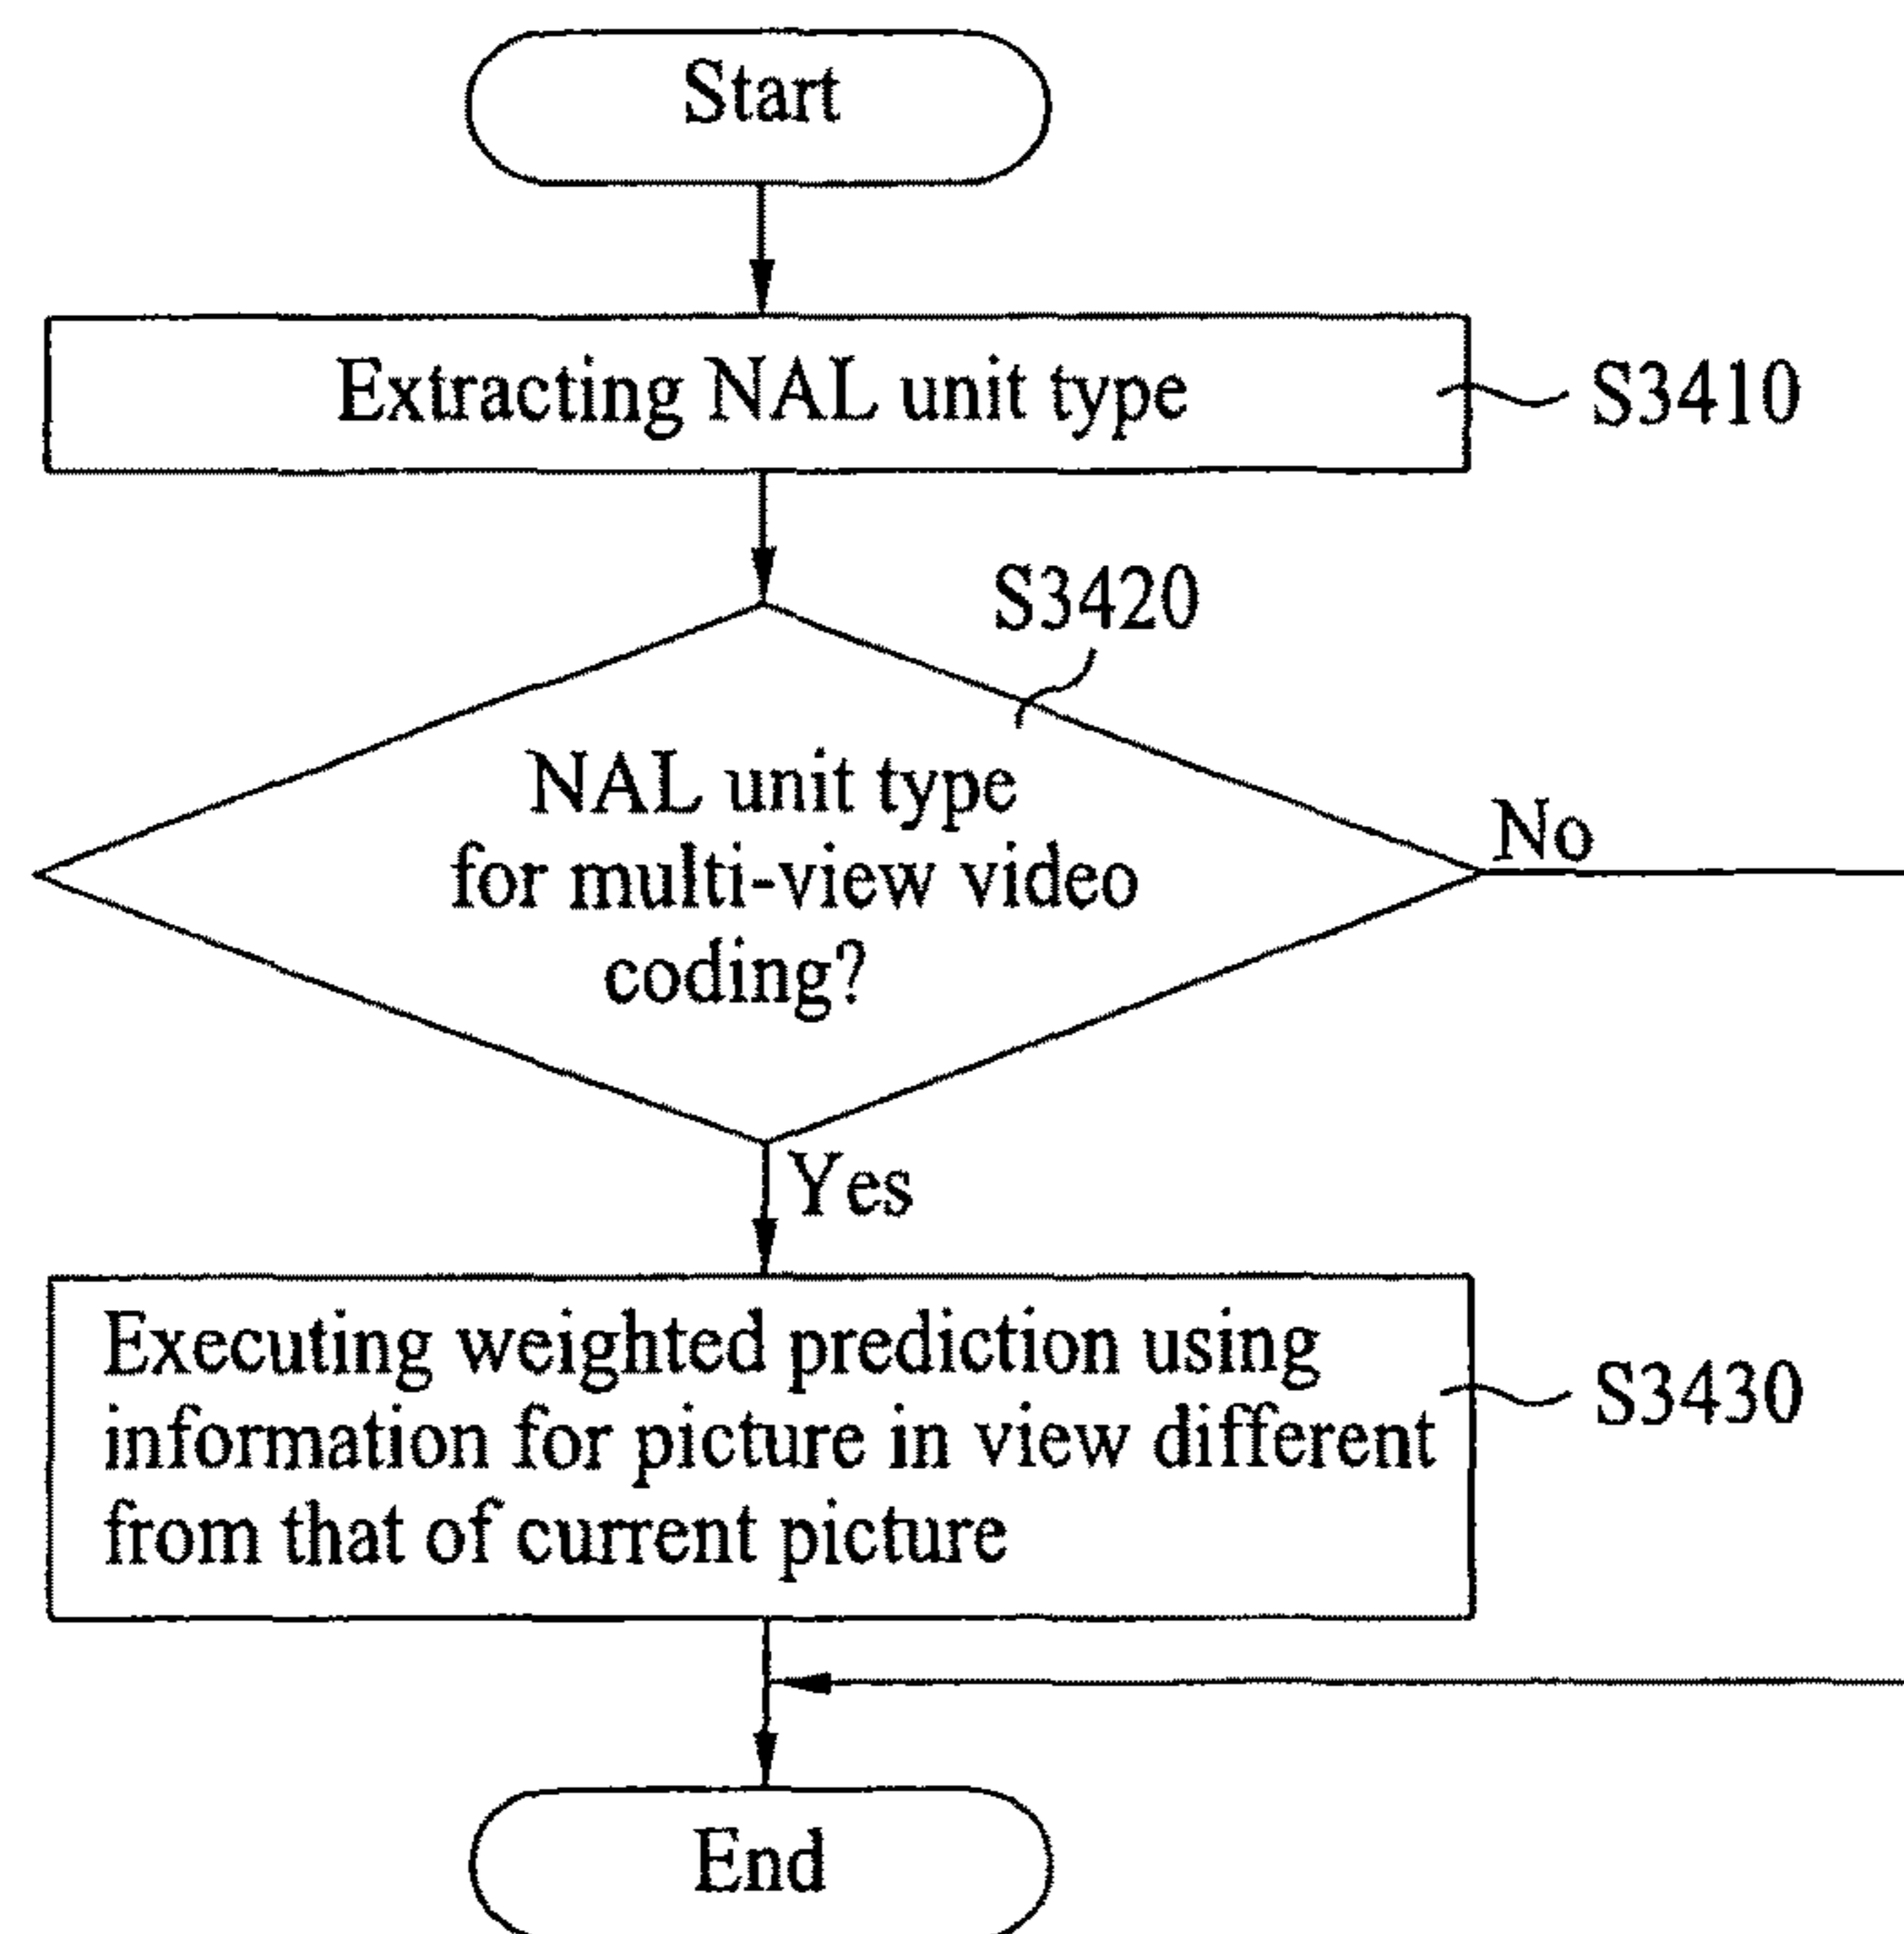 Start
Extracting NAL unit type
S3410
S3420
NAL unit type
for multi-view video
coding?
No
Yes
Executing weighted prediction using
information for picture in view different
from that of current picture
S3430
End